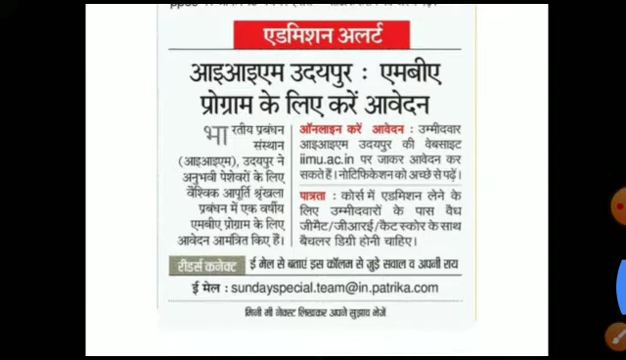 एडमिशन अलर्ट
आइआइएम उदयपुर : एमबीए
प्रोग्राम के लिए करें आवेदन
भारतीय प्रबंधन
संस्थान
(आइआइएम), उदयपुर ने
अनुभवी पेशेवरों के लिए
वैश्विक आपूर्ति श्रृंखला
प्रबंधन में एक वर्षीय
एमबीए प्रोग्राम के लिए
आवेदन आमंत्रित किए हैं।
ऑनलाइन करें आवेदन : उम्मीदवार
आइआइएम उदयपुर की वेबसाइट
iimu.ac.in पर जाकर आवेदन कर
सकते हैं। नोटिफिकेशन को अच्छे से पढ़ें।
पात्रता : कोर्स में एडमिशन लेने के
लिए उम्मीदवारों के पास वैध
जीमैट/जीआरई/कैट स्कोर के साथ
बैचलर डिग्री होनी चाहिए।
रीडर्स कनेक्ट ई मेल से बताएं इस कॉलम से जुड़े सवाल व अपनी राय
ई मेल : sundayspecial.team@in.patrika.com
लिखकर अपने सुझाव भेजें